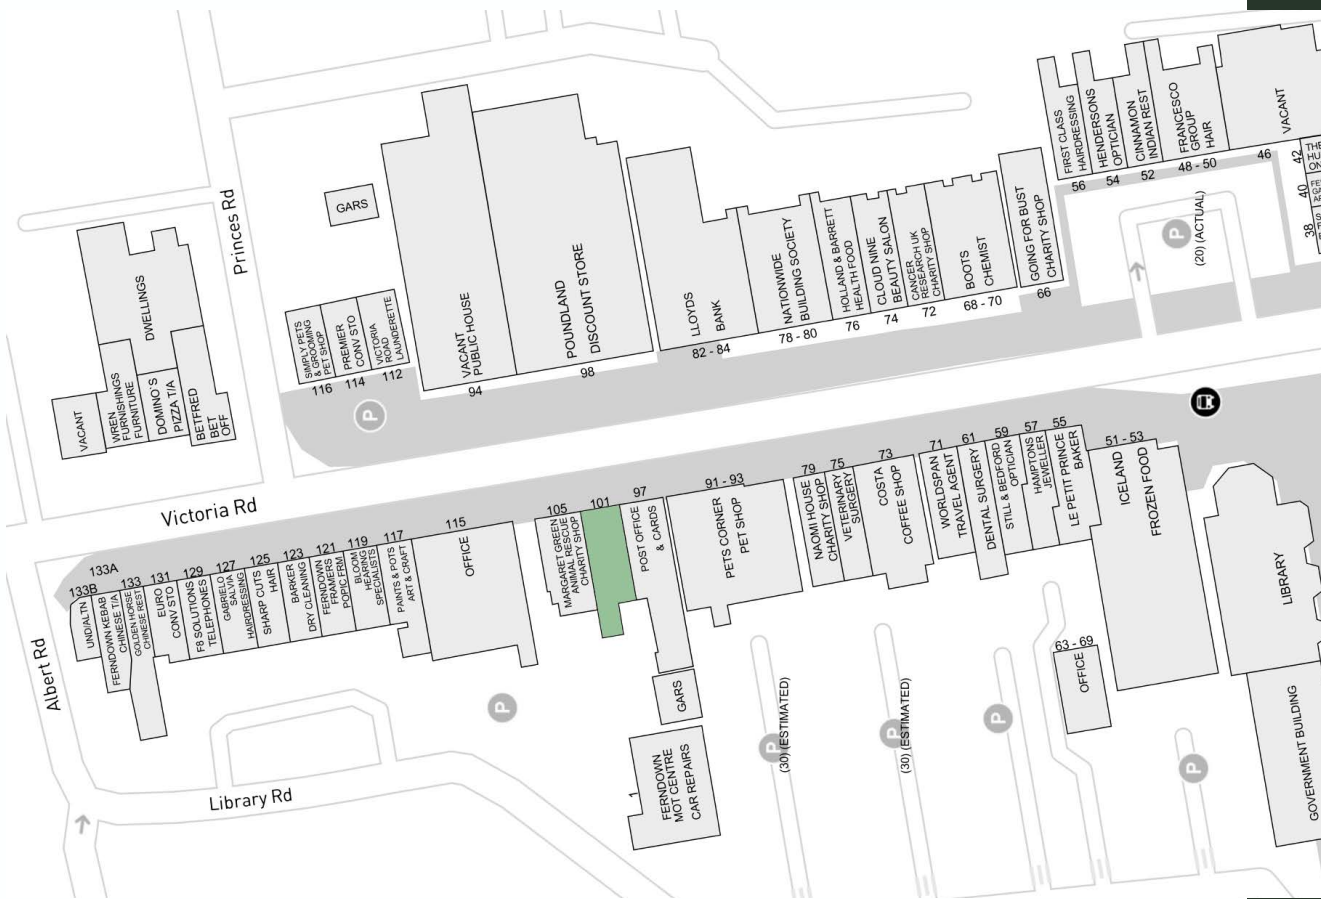 FIRST CLASS
HAIRDRESSING
56
HENDERSONS
OPTICIAN
54
CINNAMON
INDIAN REST
52
FRANCESCO
GROUP
HAIR
48 - 50
VACANT
46
42
40
38
P
(20) (ACTUAL)
Princes Rd
GARS
DWELLINGS
VACANT
WREN
FURNISHINGS
FURNITURE
DOMINO'S
PIZZA T/A
BETFRED
BET
OFF
SIMPLY PETS
& GROOMING
PET SHOP
116
PREMIER
CONV STO
114
VICTORIA
ROAD
LAUNDERETTE
112
P
VACANT
PUBLIC HOUSE
94
POUNDLAND
DISCOUNT STORE
98
LLOYDS
BANK
82 - 84
NATIONWIDE
BUILDING SOCIETY
78 - 80
HOLLAND & BARRETT
HEALTH FOOD
76
CLOUD NINE
BEAUTY SALON
74
CANCER
RESEARCH UK
CHARITY SHOP
72
BOOTS
CHEMIST
68 - 70
GOING FOR BUST
CHARITY SHOP
66
Victoria Rd
133A
133B
UND/ALTN
FERNDOWN KEBAB
CHINESE T/A
133
GOLDEN HORSE
CHINESE REST
131
EURO
CONV STO
129
F8 SOLUTIONS
TELEPHONES
127
GABRIELLO
SALVIA
HAIRDRESSING
125
SHARP CUTS
HAIR
123
BARKER
DRY CLEANING
121
FERNDOWN
FRAMERS
POPIC FRM
119
BLOOM
HEARING
SPECIALISTS
117
PAINTS & POTS
ART & CRAFT
115
OFFICE
105
MARGARET GREEN
ANIMAL RESCUE
CHARITY SHOP
101
97
POST OFFICE
& CARDS
91 - 93
PETS CORNER
PET SHOP
79
NAOMI HOUSE
CHARITY SHOP
75
VETERINARY
SURGERY
73
COSTA
COFFEE SHOP
71
WORLDSPAN
TRAVEL AGENT
61
DENTAL SURGERY
59
STILL & BEDFORD
OPTICIAN
57
HAMPTONS
JEWELLER
55
LE PETIT PRINCE
BAKER
51 - 53
ICELAND
FROZEN FOOD
LIBRARY
GOVERNMENT BUILDING
63 - 69
OFFICE
Albert Rd
Library Rd
P
GARS
1
FERNDOWN
MOT CENTRE
CAR REPAIRS
P
(30) (ESTIMATED)
P
(30) (ESTIMATED)
P
P